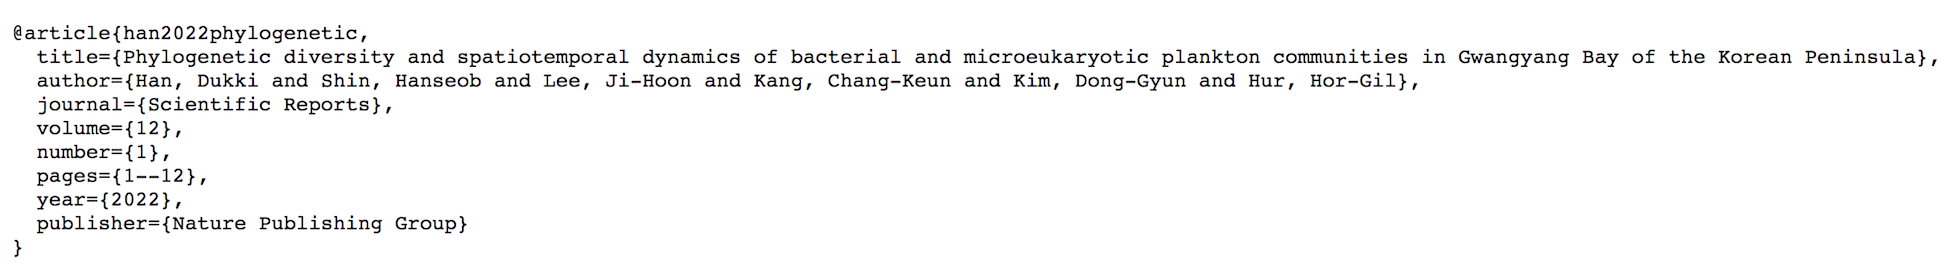 @article{han2022phylogenetic,
  title={Phylogenetic diversity and spatiotemporal dynamics of bacterial and microeukaryotic plankton communities in Gwangyang Bay of the Korean Peninsula},
  author={Han, Dukki and Shin, Hanseob and Lee, Ji-Hoon and Kang, Chang-Keun and Kim, Dong-Gyun and Hur, Hor-Gil},
  journal={Scientific Reports},
  volume={12},
  number={1},
  pages={1--12},
  year={2022},
  publisher={Nature Publishing Group}
}